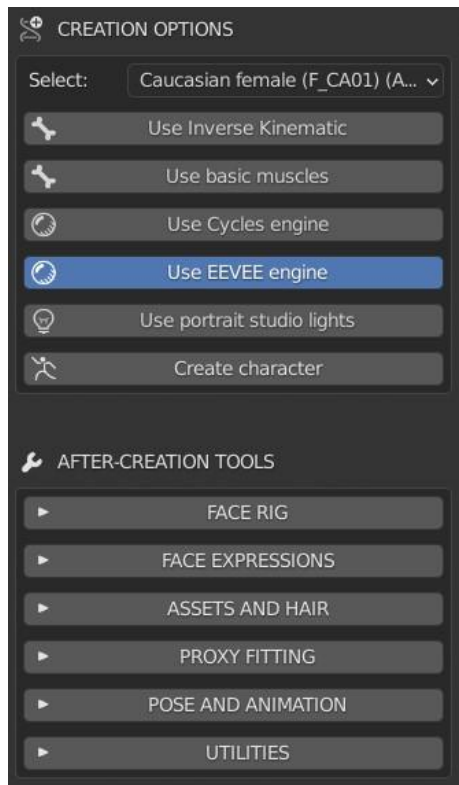 CREATION OPTIONS
Select: Caucasian female (F_CA01) (A...
Use Inverse Kinematic
Use basic muscles
Use Cycles engine
Use EEVEE engine
Use portrait studio lights
Create character
AFTER-CREATION TOOLS
FACE RIG
FACE EXPRESSIONS
ASSETS AND HAIR
PROXY FITTING
POSE AND ANIMATION
UTILITIES